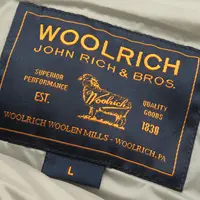 WOOLRICH
JOHN RICH & BROS.
SUPERIOR PERFORMANCE
QUALITY GOODS
EST.
Woolrich
1830
WOOLRICH WOOLEN MILLS - WOOLRICH, PA
L